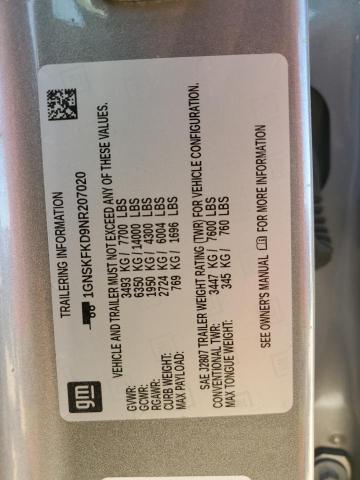 TRAILERING INFORMATION
1GNSKFKD9NR207020
VEHICLE AND TRAILER MUST NOT EXCEED ANY OF THESE VALUES.
GVWR: 3493 KG / 7700 LBS
GCWR: 6350 KG / 14000 LBS
RGAWR: 1950 KG / 4300 LBS
CURB WEIGHT: 2724 KG / 6004 LBS
MAX PAYLOAD: 769 KG / 1696 LBS
SAE J2807 TRAILER WEIGHT RATING (TWR) FOR VEHICLE CONFIGURATION.
CONVENTIONAL TWR: 3447 KG / 7600 LBS
MAX TONGUE WEIGHT: 345 KG / 760 LBS
SEE OWNER'S MANUAL FOR MORE INFORMATION
gm